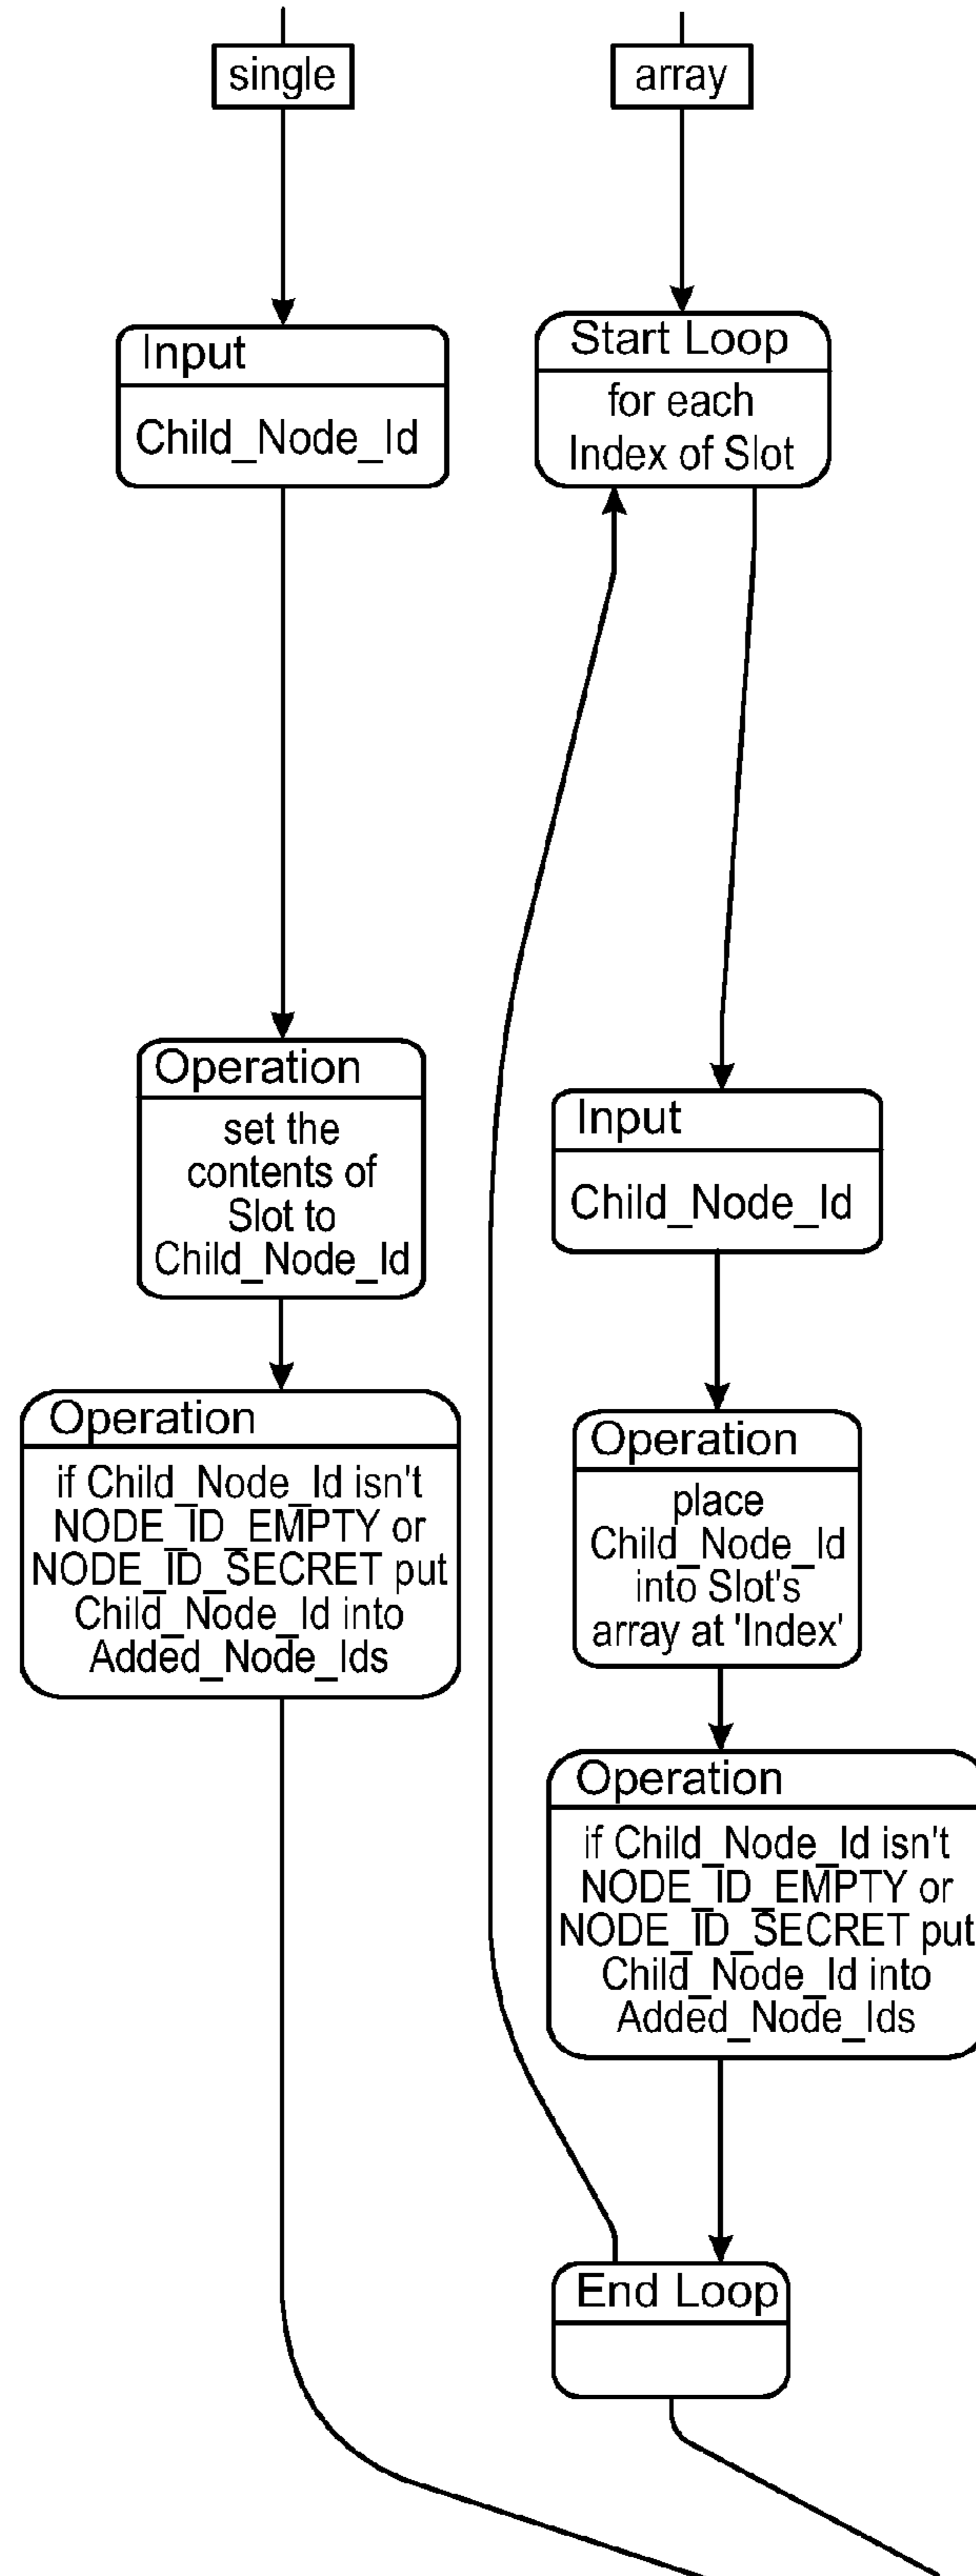 single
Input
Child_Node_Id
Operation
set the
contents of
Slot to
Child_Node_Id
Operation
if Child_Node_Id isn't
NODE_ID_EMPTY or
NODE_ID_SECRET put
Child_Node_Id into
Added_Node_Ids
array
Start Loop
for each
Index of Slot
Input
Child_Node_Id
Operation
place
Child_Node_Id
into Slot's
array at 'Index'
Operation
if Child_Node_Id isn't
NODE_ID_EMPTY or
NODE_ID_SECRET put
Child_Node_Id into
Added_Node_Ids
End Loop